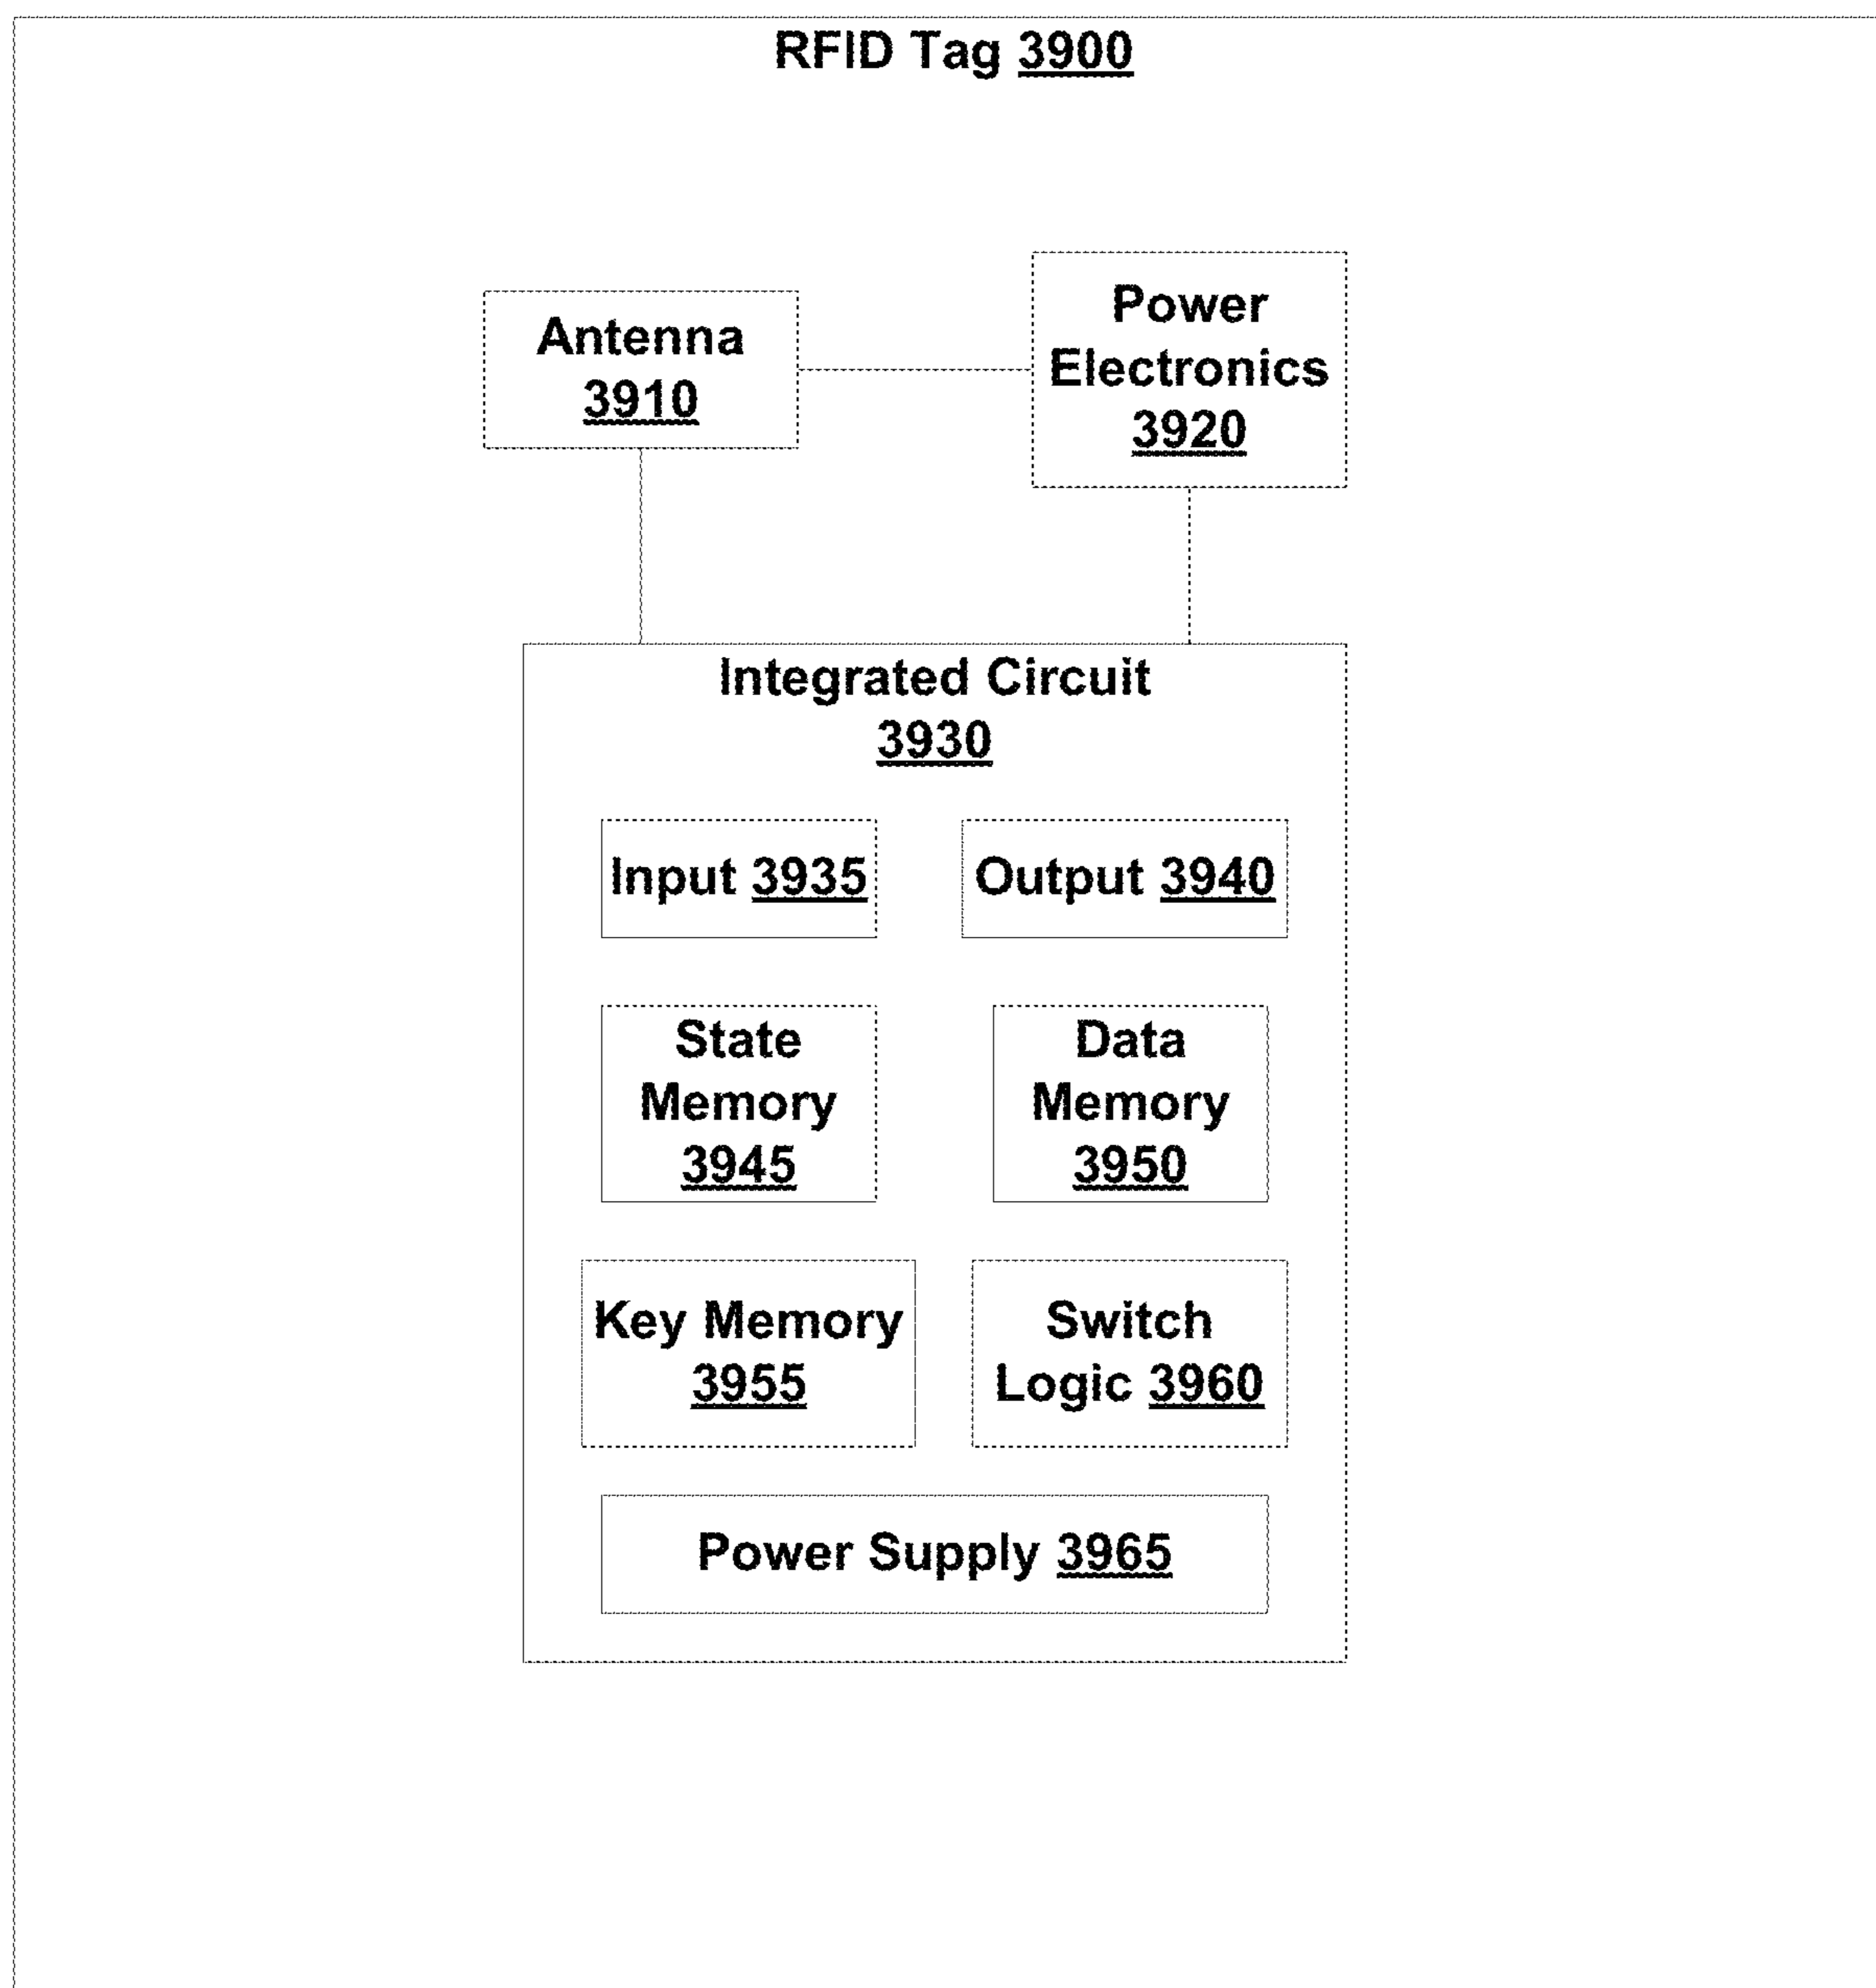 RFID Tag 3900
Antenna
3910
Power
Electronics
3920
Integrated Circuit
3930
Input 3935
Output 3940
State
Memory
3945
Data
Memory
3950
Key Memory
3955
Switch
Logic 3960
Power Supply 3965